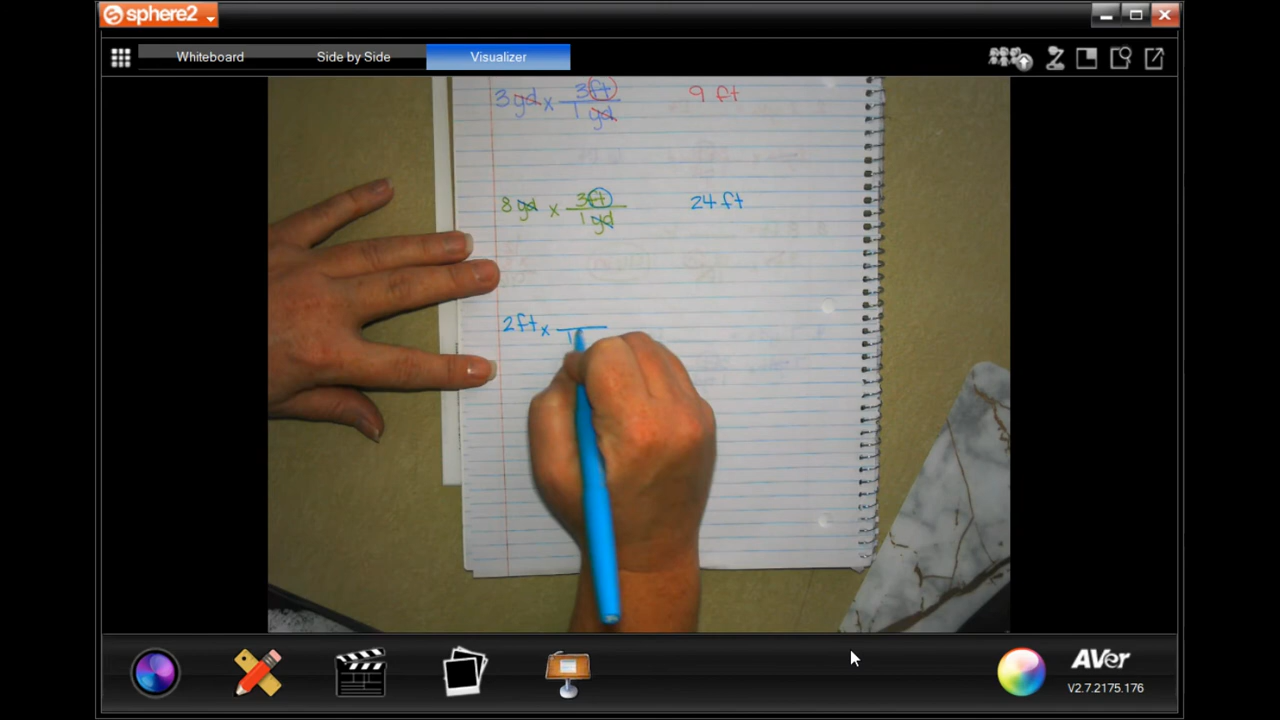 sphere2
Whiteboard Side by Side Visualizer
3 yd x 3 ft 9 ft
1 yd
8 yd x 3 ft 24 ft
1 yd
2 ft x
1
AVer
V2.7.2175.176